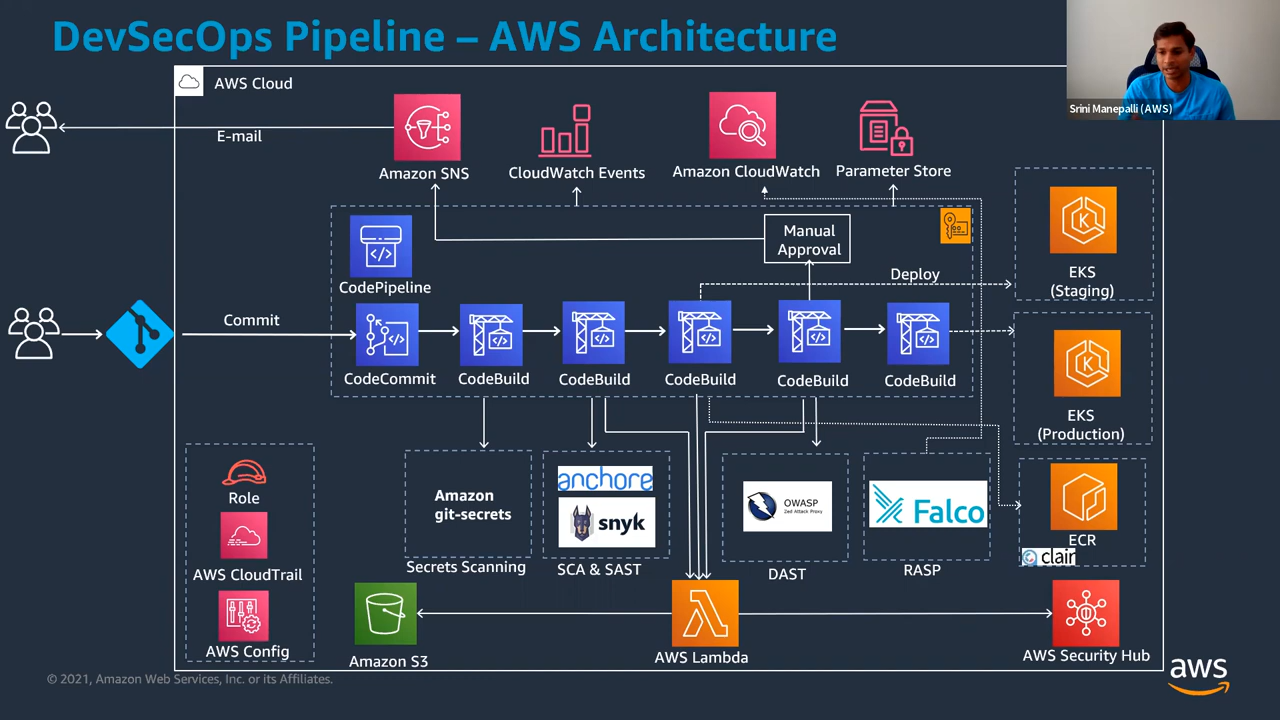 DevSecOps Pipeline – AWS Architecture
Srini Manepalli (AWS)
AWS Cloud
E-mail
Amazon SNS
CloudWatch Events
Amazon CloudWatch
Parameter Store
Manual
Approval
CodePipeline
Deploy
EKS
(Staging)
Commit
CodeCommit
CodeBuild
CodeBuild
CodeBuild
CodeBuild
CodeBuild
EKS
(Production)
Role
AWS CloudTrail
AWS Config
Amazon
git-secrets
Secrets Scanning
anchore
snyk
SCA & SAST
OWASP
Zed Attack Proxy
DAST
Falco
RASP
ECR
clair
Amazon S3
AWS Lambda
AWS Security Hub
© 2021, Amazon Web Services, Inc. or its Affiliates.
aws